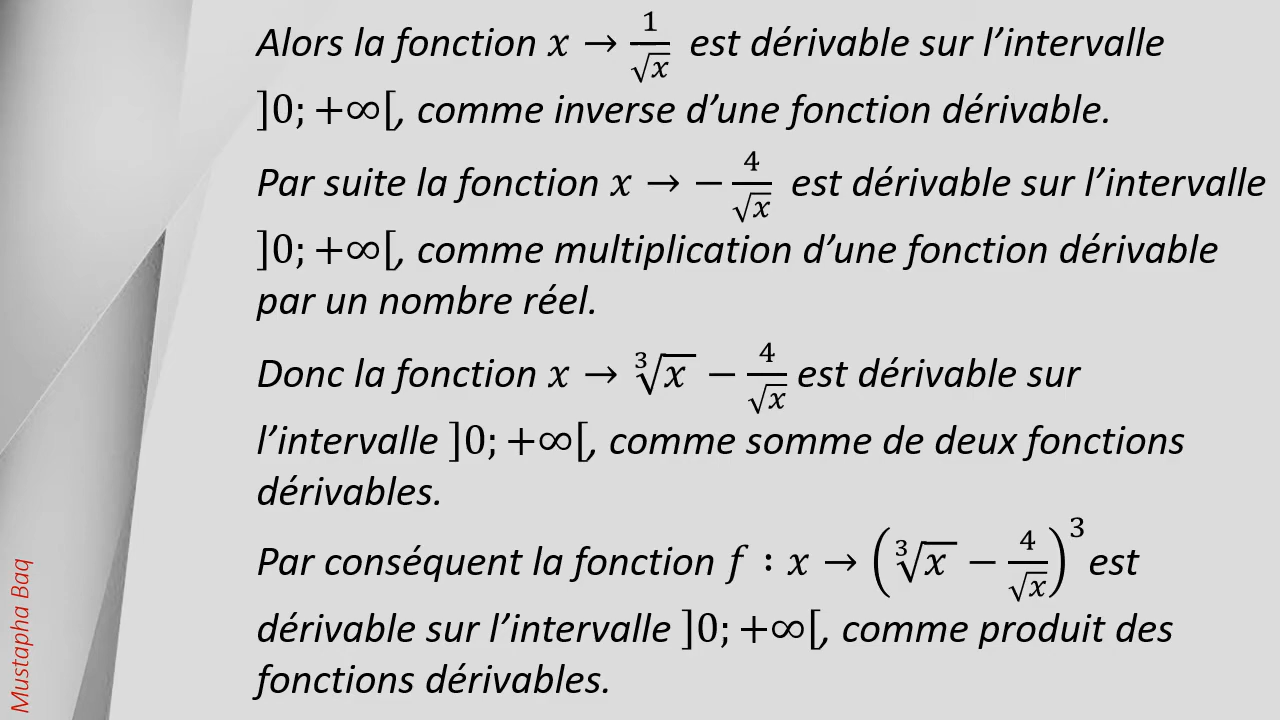 Alors la fonction x → 1/√x est dérivable sur l’intervalle
]0; +∞[, comme inverse d’une fonction dérivable.
Par suite la fonction x → − 4/√x est dérivable sur l’intervalle
]0; +∞[, comme multiplication d’une fonction dérivable
par un nombre réel.
Donc la fonction x → ∛x − 4/√x est dérivable sur
l’intervalle ]0; +∞[, comme somme de deux fonctions
dérivables.
Par conséquent la fonction f : x → (∛x − 4/√x)³ est
dérivable sur l’intervalle ]0; +∞[, comme produit des
fonctions dérivables.
Mustapha Baq